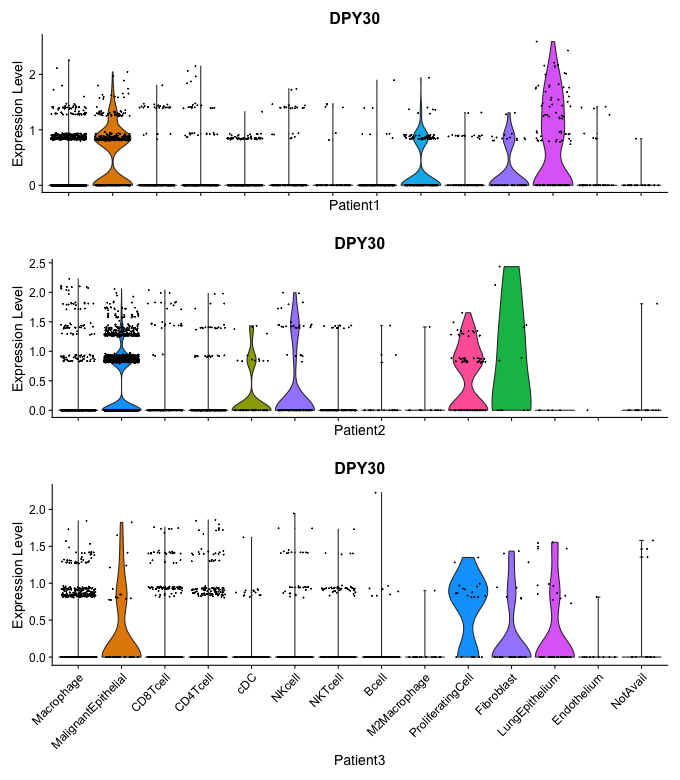 DPY30
Expression Level
2
1
0
Patient1
DPY30
Expression Level
2.5
2.0
1.5
1.0
0.5
0.0
Patient2
DPY30
Expression Level
2.0
1.5
1.0
0.5
0.0
Macrophage
MalignantEpithelial
CD8Tcell
CD4Tcell
cDC
NKcell
NKTcell
Bcell
M2Macrophage
ProliferatingCell
Fibroblast
LungEpithelium
Endothelium
NotAvail
Patient3